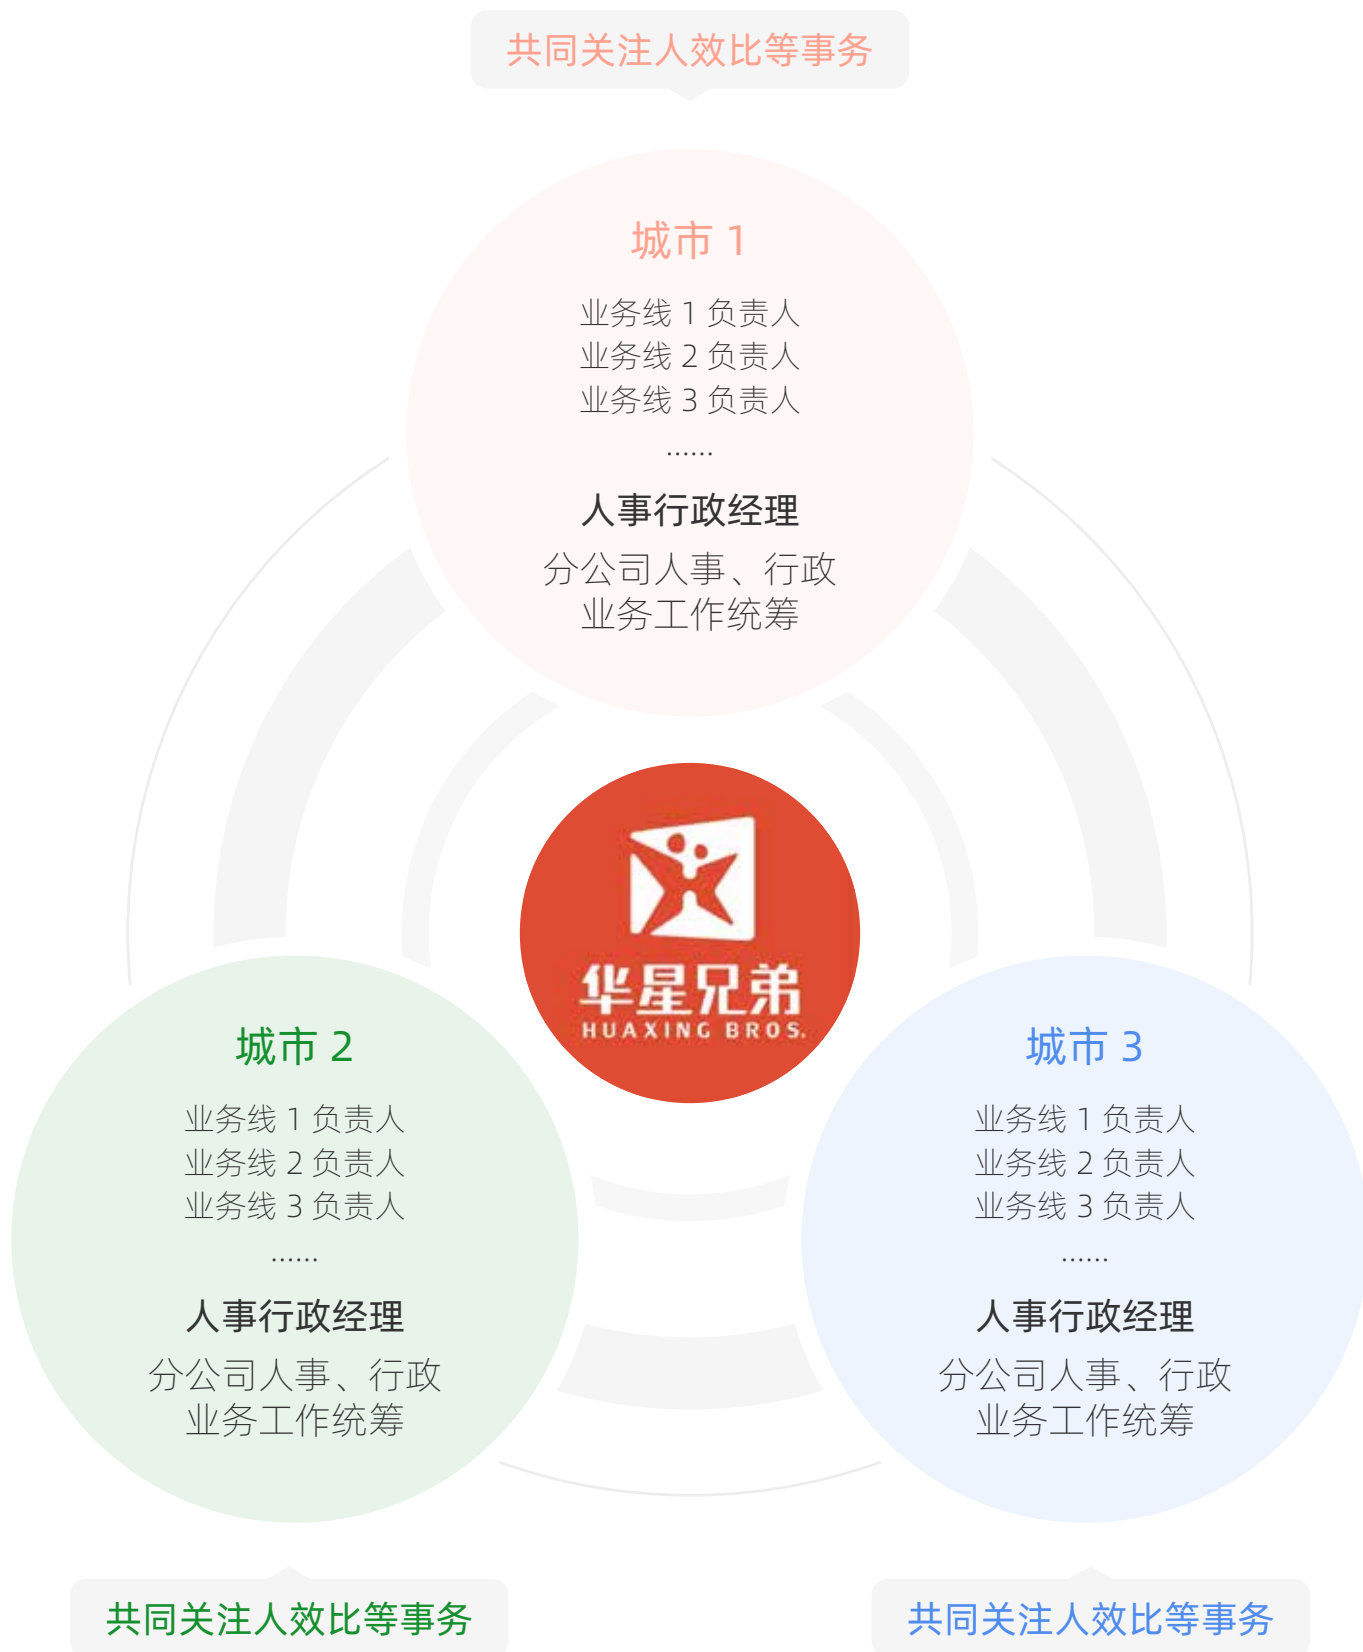 共同关注人效比等事务
城市 1
业务线 1 负责人
业务线 2 负责人
业务线 3 负责人
......
人事行政经理
分公司人事、行政
业务工作统筹
华星兄弟
HUAXING BROS.
城市 2
业务线 1 负责人
业务线 2 负责人
业务线 3 负责人
......
人事行政经理
分公司人事、行政
业务工作统筹
共同关注人效比等事务
城市 3
业务线 1 负责人
业务线 2 负责人
业务线 3 负责人
......
人事行政经理
分公司人事、行政
业务工作统筹
共同关注人效比等事务